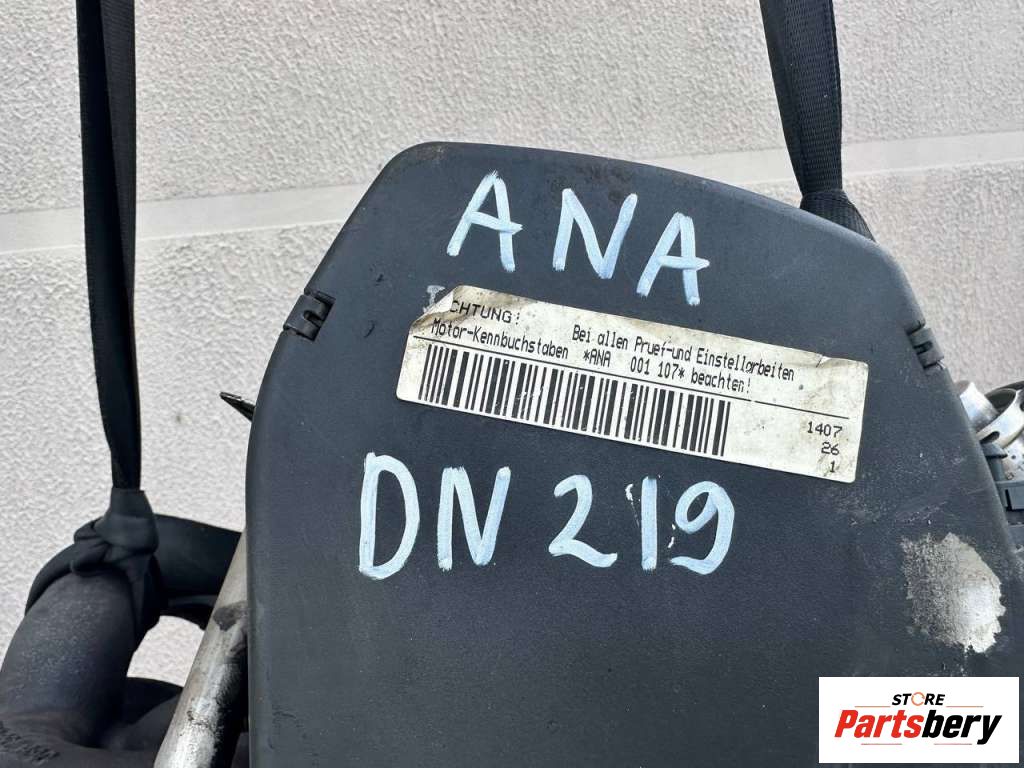 ANA
ACHTUNG: Bei allen Pruef-und Einstellarbeiten
Motor-Kennbuchstaben *ANA 001 107* beachten!
1407
26
1
DN 219
STORE
Partsbery